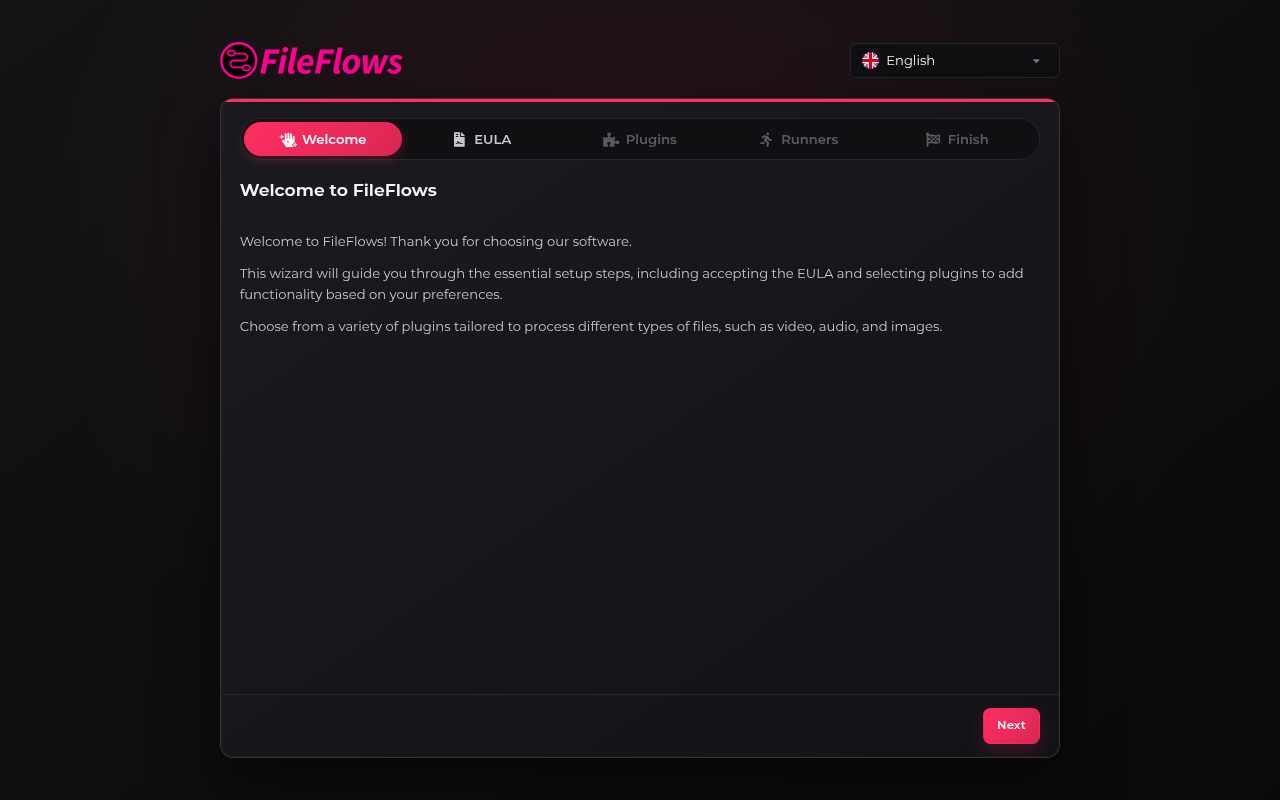 FileFlows
English
Welcome
EULA
Plugins
Runners
Finish
Welcome to FileFlows
Welcome to FileFlows! Thank you for choosing our software.
This wizard will guide you through the essential setup steps, including accepting the EULA and selecting plugins to add
functionality based on your preferences.
Choose from a variety of plugins tailored to process different types of files, such as video, audio, and images.
Next